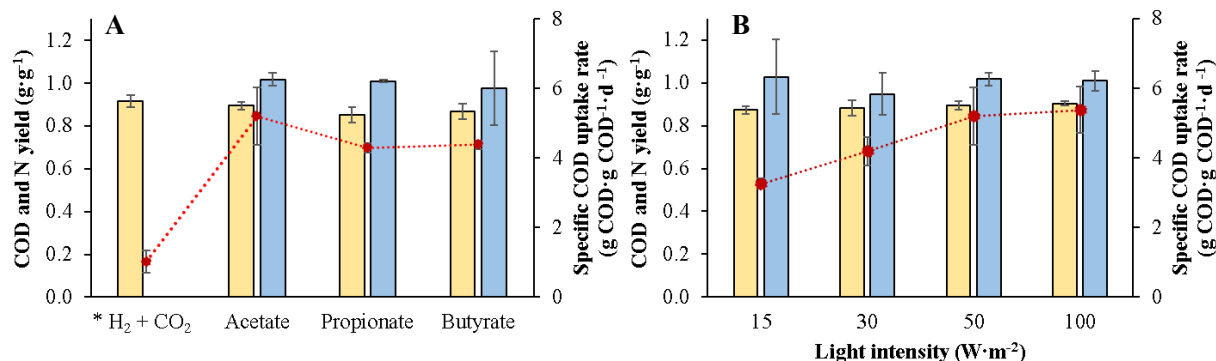 A
COD and N yield (g·g⁻¹)
1.2
1.0
0.8
0.6
0.4
0.2
0.0
8
6
4
2
0
Specific COD uptake rate
(g COD·g COD⁻¹·d ⁻¹)
* H₂ + CO₂ Acetate Propionate Butyrate
B
COD and N yield (g·g⁻¹)
1.2
1.0
0.8
0.6
0.4
0.2
0.0
8
6
4
2
0
Specific COD uptake rate
(g COD·g COD⁻¹·d ⁻¹)
15 30 50 100
Light intensity (W·m⁻²)